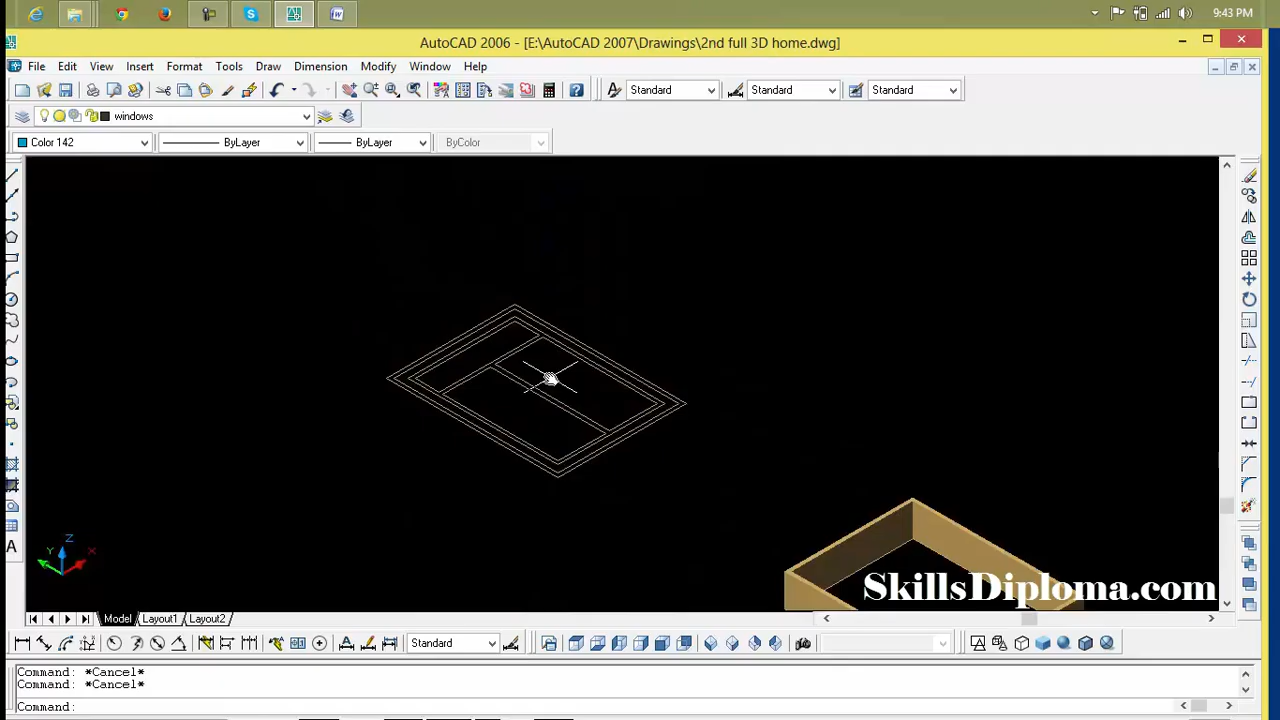 9:43 PM
AutoCAD 2006 - [E:\AutoCAD 2007\Drawings\2nd full 3D home.dwg]
File Edit View Insert Format Tools Draw Dimension Modify Window Help
Standard Standard Standard
windows
Color 142 ByLayer ByLayer ByColor
Z
Y X
SkillsDiploma.com
Model Layout1 Layout2
Standard
Command: *Cancel*
Command: *Cancel*
Command: